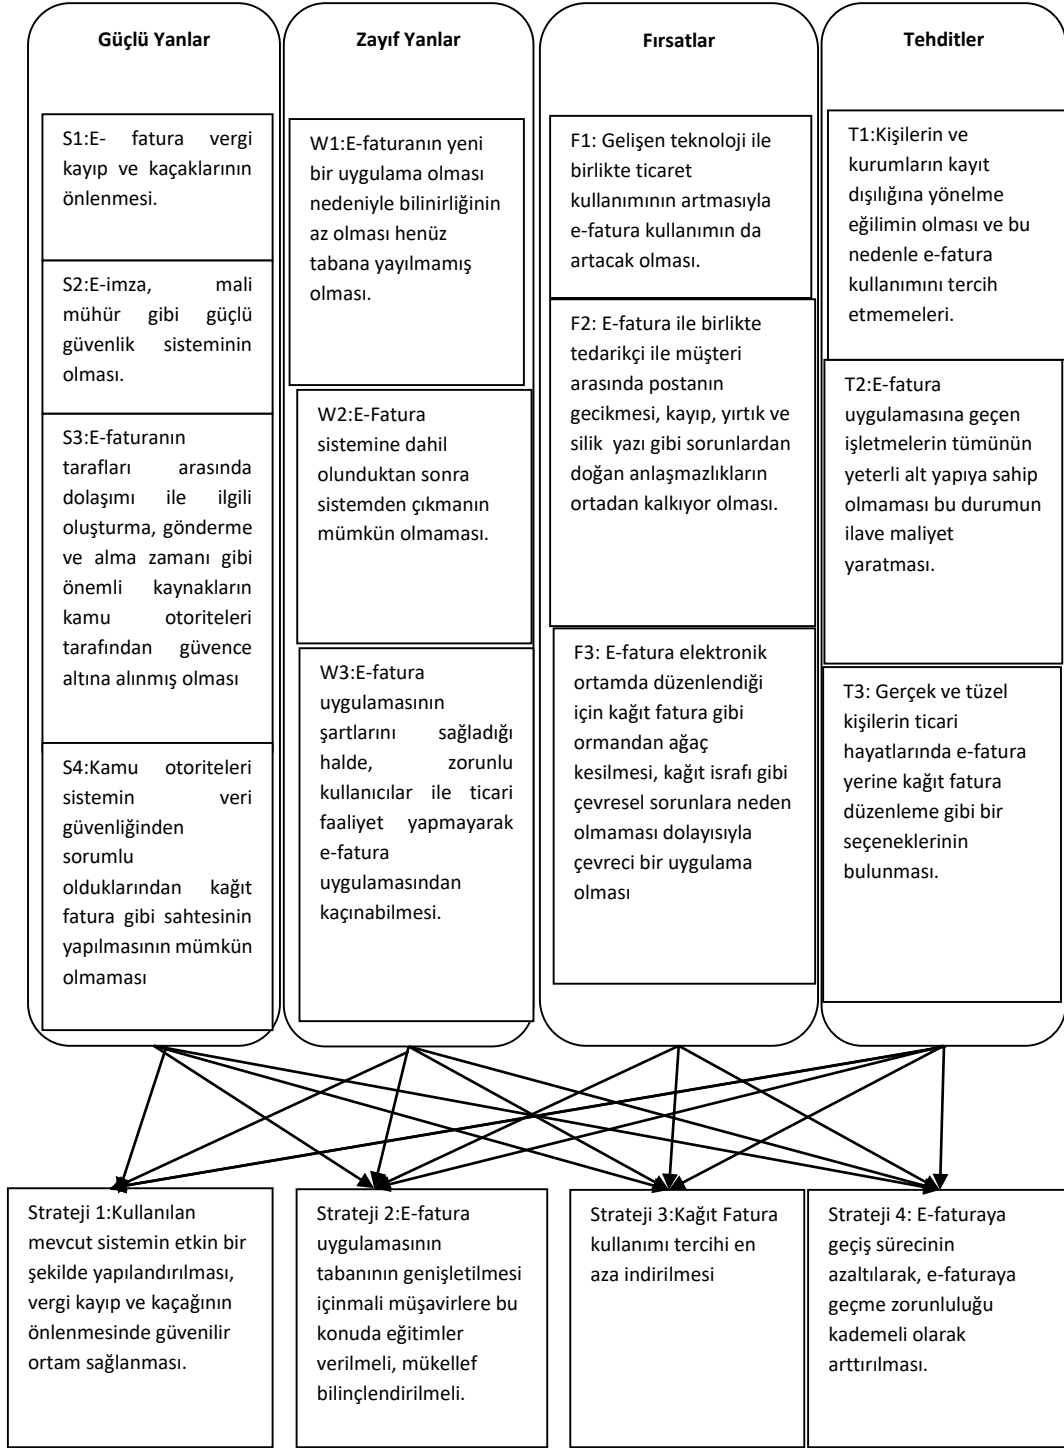 Güçlü Yanlar
S1:E- fatura vergi
kayıp ve kaçaklarının
önlenmesi.
S2:E-imza, mali
mühür gibi güçlü
güvenlik sisteminin
olması.
S3:E-faturanın
tarafları arasında
dolaşımı ile ilgili
oluşturma, gönderme
ve alma zamanı gibi
önemli kaynakların
kamu otoriteleri
tarafından güvence
altına alınmış olması
S4:Kamu otoriteleri
sistemin veri
güvenliğinden
sorumlu
olduklarından kağıt
fatura gibi sahtesinin
yapılmasının mümkün
olmaması
Zayıf Yanlar
W1:E-faturanın yeni
bir uygulama olması
nedeniyle bilinirliğinin
az olması henüz
tabana yayılmamış
olması.
W2:E-Fatura
sistemine dahil
olunduktan sonra
sistemden çıkmanın
mümkün olmaması.
W3:E-fatura
uygulamasının
şartlarını sağladığı
halde, zorunlu
kullanıcılar ile ticari
faaliyet yapmayarak
e-fatura
uygulamasından
kaçınabilmesi.
Fırsatlar
F1: Gelişen teknoloji ile
birlikte ticaret
kullanımının artmasıyla
e-fatura kullanımın da
artacak olması.
F2: E-fatura ile birlikte
tedarikçi ile müşteri
arasında postanın
gecikmesi, kayıp, yırtık ve
silik yazı gibi sorunlardan
doğan anlaşmazlıkların
ortadan kalkıyor olması.
F3: E-fatura elektronik
ortamda düzenlendiği
için kağıt fatura gibi
ormandan ağaç
kesilmesi, kağıt israfı gibi
çevresel sorunlara neden
olmaması dolayısıyla
çevreci bir uygulama
olması
Tehditler
T1:Kişilerin ve
kurumların kayıt
dışılığına yönelme
eğilimin olması ve bu
nedenle e-fatura
kullanımını tercih
etmemeleri.
T2:E-fatura
uygulamasına geçen
işletmelerin tümünün
yeterli alt yapıya sahip
olmaması bu durumun
ilave maliyet
yaratması.
T3: Gerçek ve tüzel
kişilerin ticari
hayatlarında e-fatura
yerine kağıt fatura
düzenleme gibi bir
seçeneklerinin
bulunması.
Strateji 1:Kullanılan
mevcut sistemin etkin bir
şekilde yapılandırılması,
vergi kayıp ve kaçağının
önlenmesinde güvenilir
ortam sağlanması.
Strateji 2:E-fatura
uygulamasının
tabanının genişletilmesi
içinmali müşavirlere bu
konuda eğitimler
verilmeli, mükellef
bilinçlendirilmeli.
Strateji 3:Kağıt Fatura
kullanımı tercihi en
aza indirilmesi
Strateji 4: E-faturaya
geçiş sürecinin
azaltılarak, e-faturaya
geçme zorunluluğu
kademeli olarak
arttırılması.